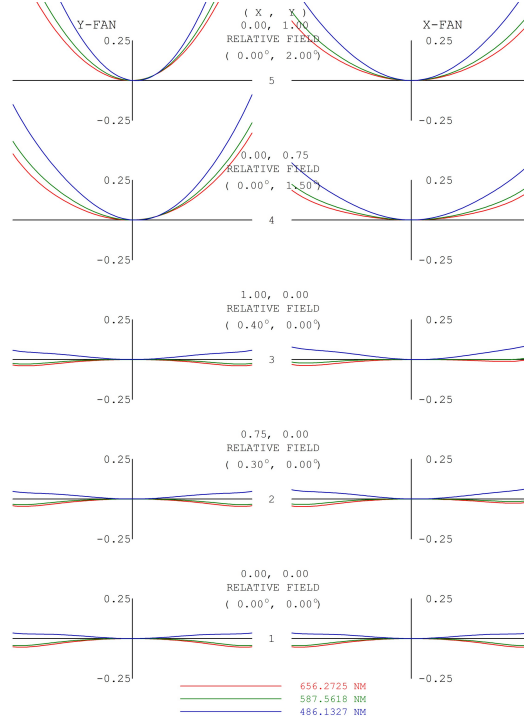 ( X , Y )
Y-FAN 0.00, 1.00 X-FAN
RELATIVE FIELD
0.25 ( 0.00°, 2.00°) 0.25
5
-0.25 -0.25
0.00, 0.75
RELATIVE FIELD
0.25 ( 0.00°, 1.50°) 0.25
4
-0.25 -0.25
1.00, 0.00
RELATIVE FIELD
0.25 ( 0.40°, 0.00°) 0.25
3
-0.25 -0.25
0.75, 0.00
RELATIVE FIELD
0.25 ( 0.30°, 0.00°) 0.25
2
-0.25 -0.25
0.00, 0.00
RELATIVE FIELD
0.25 ( 0.00°, 0.00°) 0.25
1
-0.25 -0.25
656.2725 NM
587.5618 NM
486.1327 NM